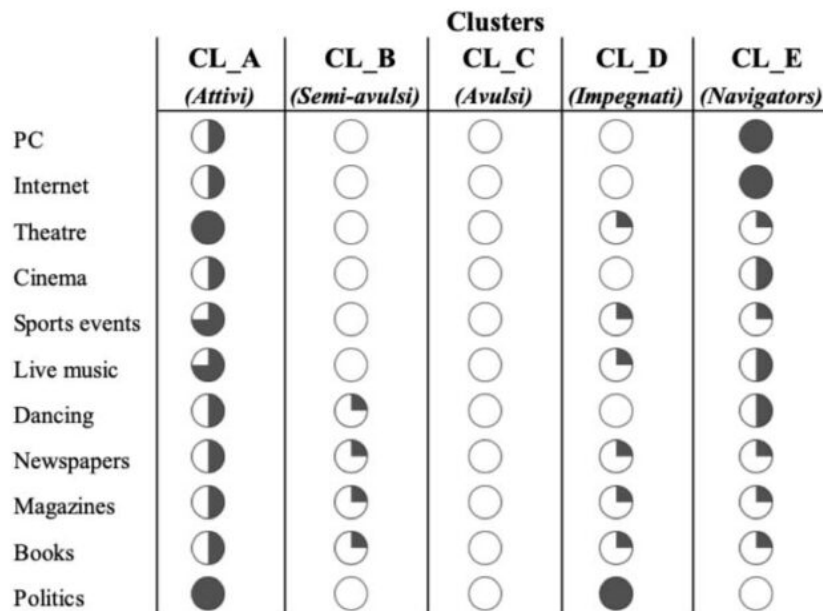 Clusters
CL_A CL_B CL_C CL_D CL_E
(Attivi) (Semi-avulsi) (Avulsi) (Impegnati) (Navigators)
PC
Internet
Theatre
Cinema
Sports events
Live music
Dancing
Newspapers
Magazines
Books
Politics